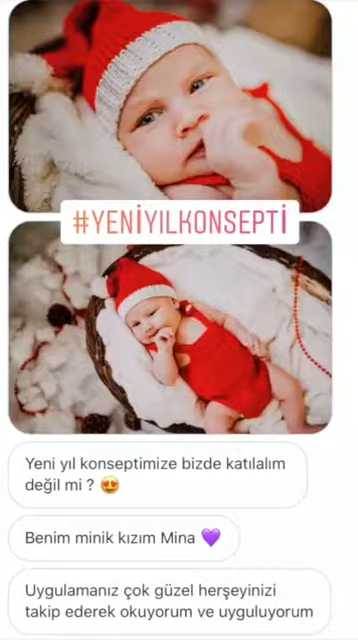 #YENİYILKONSEPTİ
Yeni yıl konseptimize bizde katılalım
değil mi ? 😍
Benim minik kızım Mina 💜
Uygulamanız çok güzel herşeyinizi
takip ederek okuyorum ve uyguluyorum